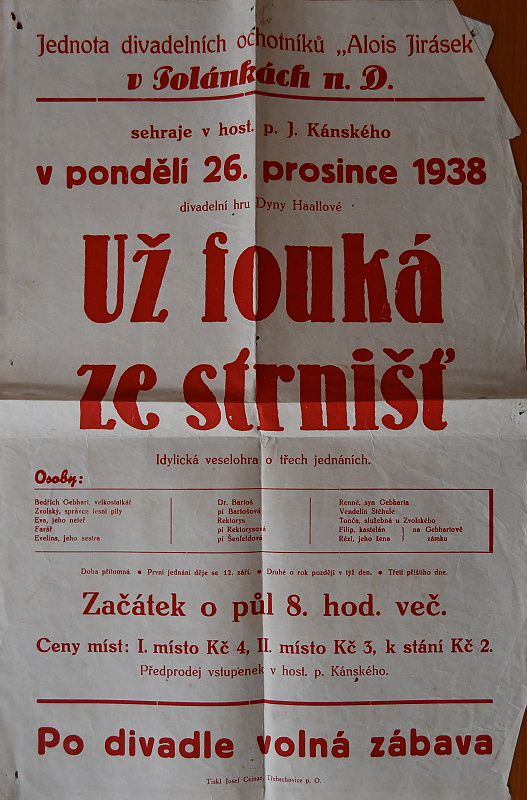 Jednota divadelních ochotníků „Alois Jirásek“
v Polánkách n. D.
sehraje v host. p. J. Kánského
v pondělí 26. prosince 1938
divadelní hru Dyny Haallové
Už fouká
ze strnišť
Idylická veselohra o třech jednáních.
Osoby:
Bedřich Gebhart, velkostatkář
Zvolský, správce lesní pily
Eva, jeho neteř
Farář
Evelina, jeho sestra
Dr. Bartoš
pí Bartošová
Rektorys
pí Rektorysová
pí Šenfeldová
Renné, syn Gebharta
Vendelín Stěhule
Tonča, služebná u Zvolského
Filip, kastelán } na Gebhartově
Rézi, jeho žena } zámku
Doba přítomná. • První jednání děje se 12. září. • Druhé o rok později v týž den. • Třetí příštího dne.
Začátek o půl 8. hod. več.
Ceny míst: I. místo Kč 4, II. místo Kč 3, k stání Kč 2.
Předprodej vstupenek v host. p. Kánského.
Po divadle volná zábava
Tiskl Josef Cejnar, Třebechovice p. O.